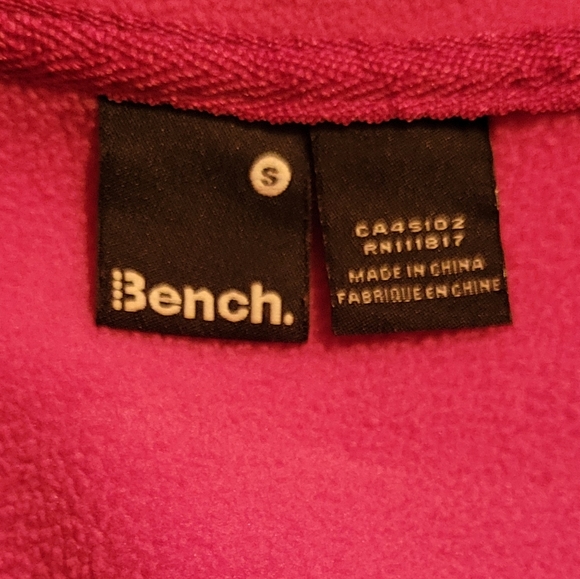 S
Bench.
CA45102
RN111817
MADE IN CHINA
FABRIQUE EN CHINE